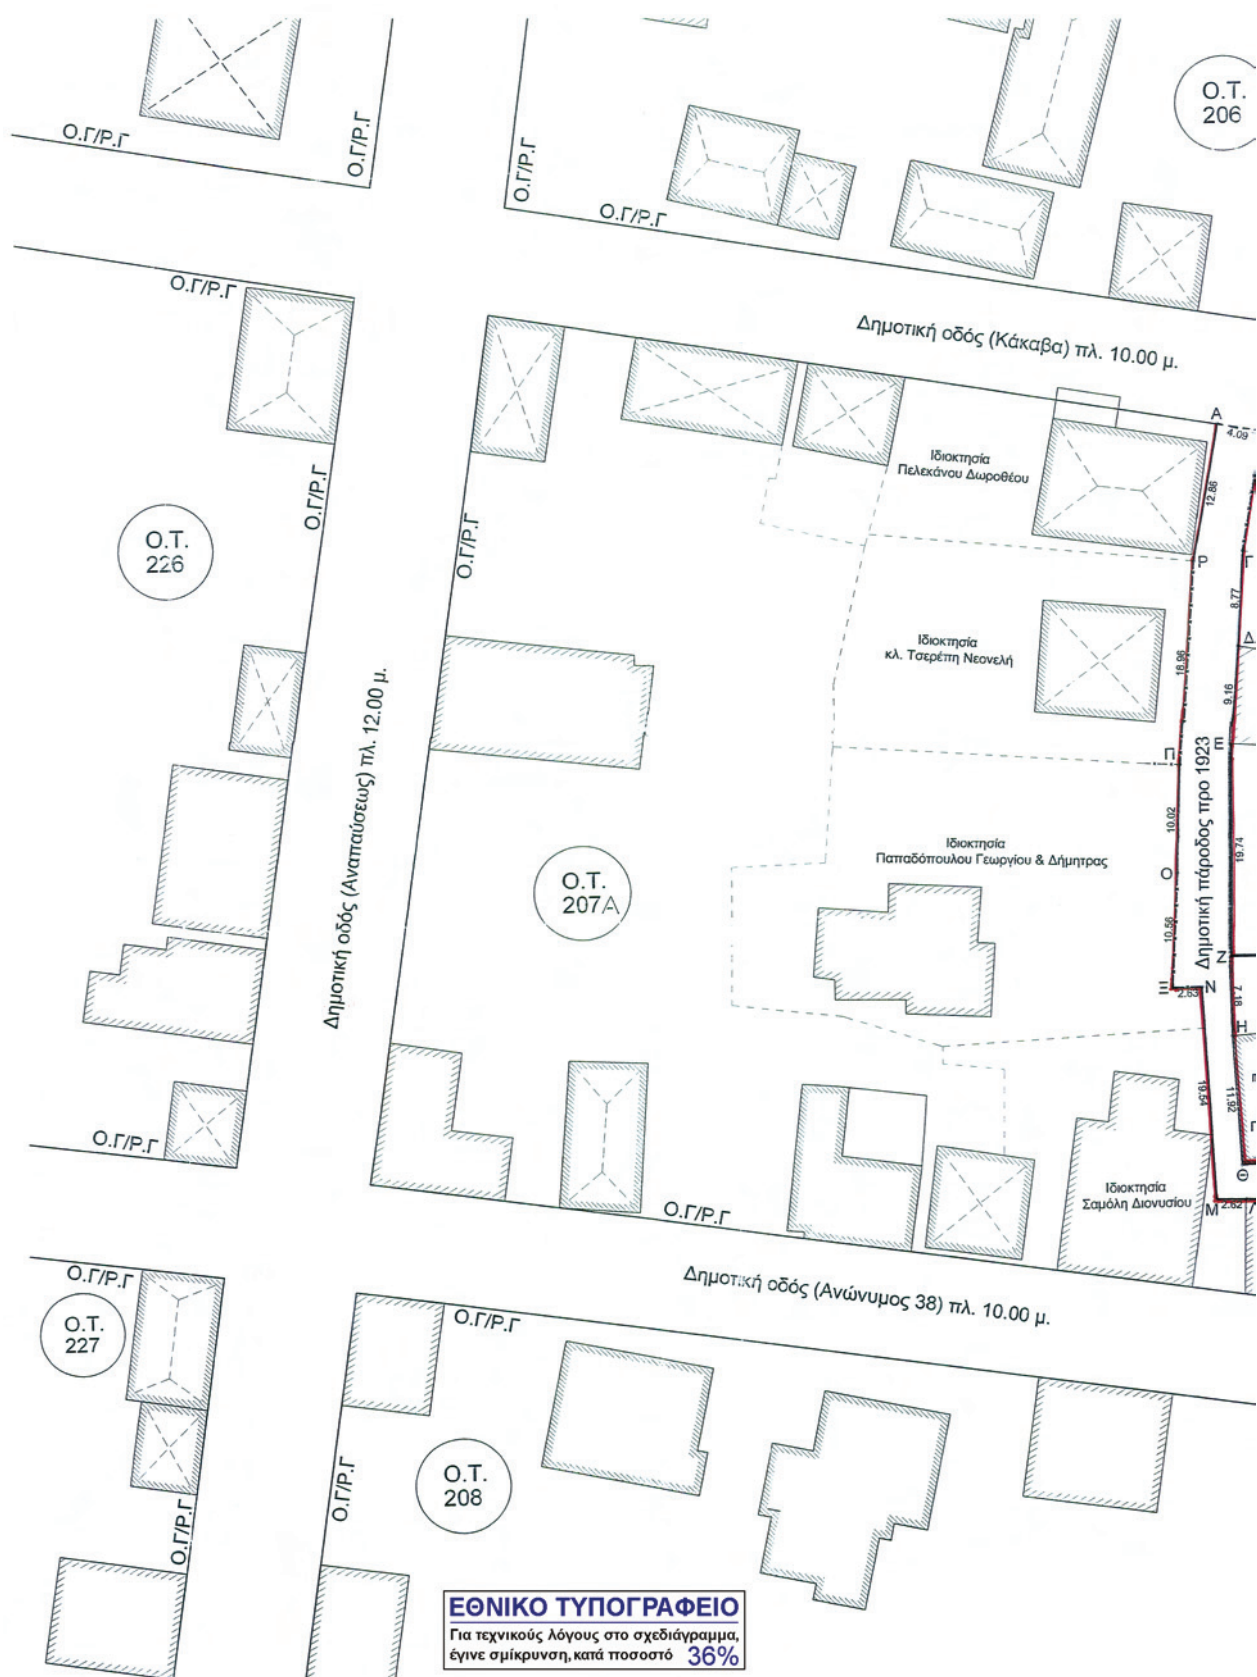 Ο.Τ.
206
Ο.Γ/Ρ.Γ
Ο.Γ/Ρ.Γ
Ο.Γ/Ρ.Γ
Ο.Γ/Ρ.Γ
Ο.Γ/Ρ.Γ
Δημοτική οδός (Κάκαβα) πλ. 10.00 μ.
Α
4.09
12.86
Ιδιοκτησία
Πελεκάνου Δωροθέου
Ο.Γ/Ρ.Γ
Ο.Γ/Ρ.Γ
Ο.Τ.
226
Ρ
Γ
8.77
Ιδιοκτησία
κλ. Τσερέπη Νεονελή
18.96
Δ
9.16
Δημοτική οδός (Αναπαύσεως) πλ. 12.00 μ.
Π
Ε
Δημοτική πάροδος προ 1923
10.02
19.74
Ιδιοκτησία
Παπαδόπουλου Γεωργίου & Δήμητρας
Ο
Ο.Τ.
207Α
10.56
Ζ
Ξ
2.63
Ν
7.18
Η
19.54
11.92
Π
Θ
Ο.Γ/Ρ.Γ
Ιδιοκτησία
Σαμόλη Διονυσίου
Μ
2.62
Λ
Ο.Γ/Ρ.Γ
Δημοτική οδός (Ανώνυμος 38) πλ. 10.00 μ.
Ο.Γ/Ρ.Γ
Ο.Τ.
227
Ο.Γ/Ρ.Γ
Ο.Τ.
208
Ο.Γ/Ρ.Γ
Ο.Γ/Ρ.Γ
ΕΘΝΙΚΟ ΤΥΠΟΓΡΑΦΕΙΟ
Για τεχνικούς λόγους στο σχεδιάγραμμα,
έγινε σμίκρυνση, κατά ποσοστό 36%